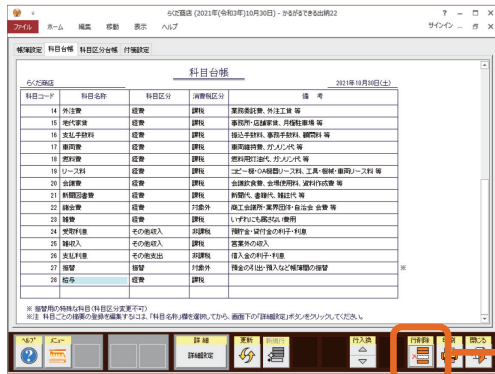 らくだ商店 (2021年(令和3年)10月30日) - かるがるできる出納22
ファイル ホーム 編集 移動 表示 ヘルプ サインイン
帳簿設定 科目台帳 科目区分台帳 付箋設定
科目台帳
らくだ商店 2021年10月30日(土)
科目コード 科目名称 科目区分 消費税区分 備 考
14 外注費 経費 課税 業務委託費、外注工賃 等
15 地代家賃 経費 課税 事務所・店舗家賃、月極駐車場 等
16 支払手数料 経費 課税 振込手数料、事務手数料、顧問料 等
17 車両費 経費 課税 車両維持費、ガソリン代 等
18 燃料費 経費 課税 燃料用灯油代、ガソリン代 等
19 リース料 経費 課税 コピー機・OA機器リース料、工具・機械・車両リース料 等
20 会議費 経費 課税 会議飲食費、会場使用料、資料作成費 等
21 新聞図書費 経費 課税 新聞代、書籍代、雑誌代 等
22 諸会費 経費 対象外 商工会議所・業界団体・自治会 会費 等
23 雑費 経費 課税 いずれにも属さない費用
24 受取利息 その他収入 非課税 預貯金・貸付金の利子・利息
25 雑収入 その他収入 課税 営業外の収入
26 支払利息 その他支出 非課税 借入金の利子・利息
27 振替 振替 対象外 預金の引出・預入など帳簿間の振替 ※
28 給与 経費 課税
※ 振替用の特殊な科目(科目区分変更不可)
※注 科目ごとの摘要の登録を編集するには、「科目名称」欄を選択してから、画面下の「詳細設定」ボタンをクリックしてください。
ヘルプ メニュー 詳 細 更新 新規行 行入換 行削除 印刷 閉じる
詳細設定